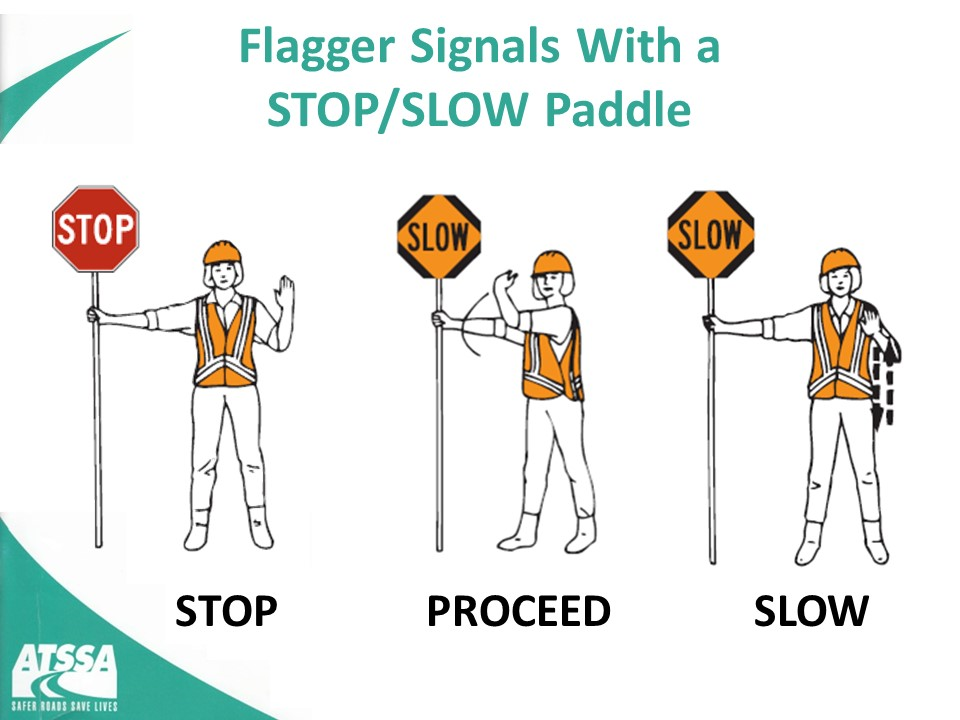 Flagger Signals With a
STOP/SLOW Paddle
STOP
SLOW
SLOW
STOP
PROCEED
SLOW
ATSSA
SAFER ROADS SAVE LIVES